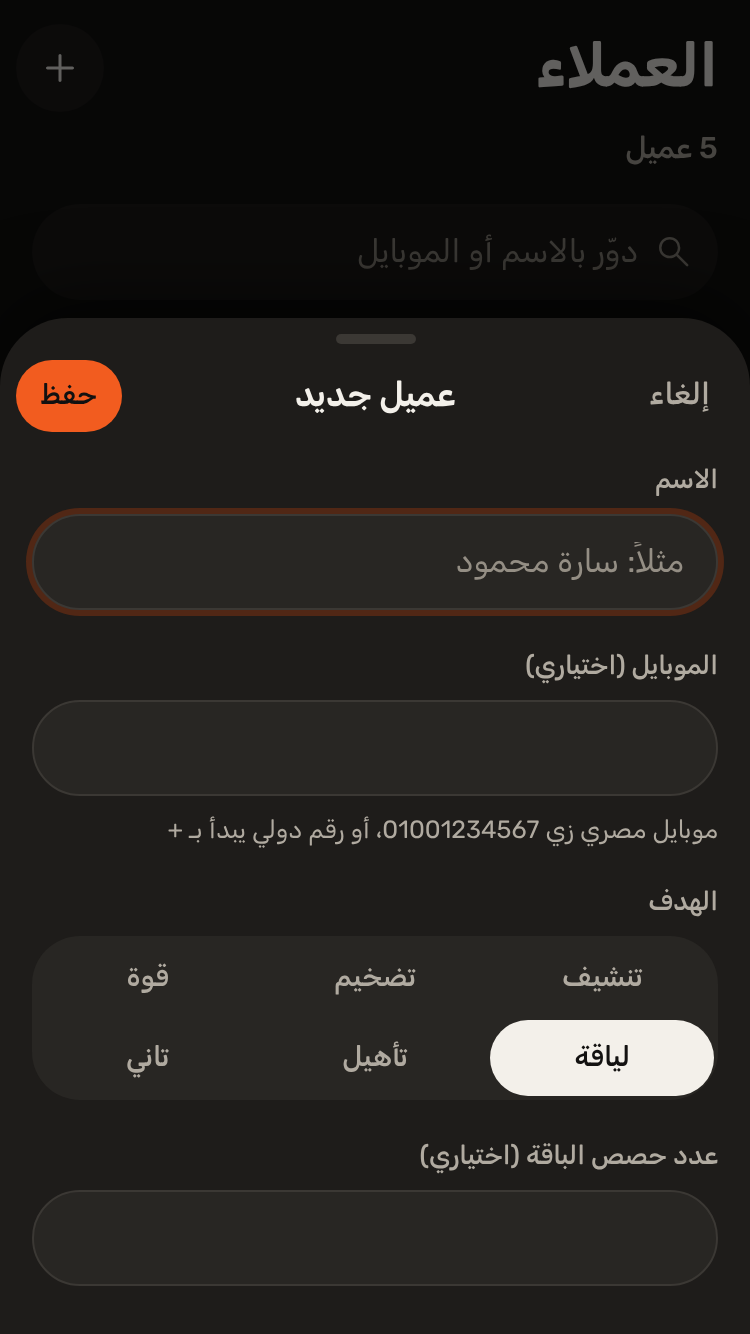 العملاء
5 عميل
دوّر بالاسم أو الموبايل
إلغاء
عميل جديد
حفظ
الاسم
مثلاً: سارة محمود
الموبايل (اختياري)
موبايل مصري زي 01001234567، أو رقم دولي يبدأ بـ +
الهدف
تنشيف
تضخيم
قوة
لياقة
تأهيل
تاني
عدد حصص الباقة (اختياري)